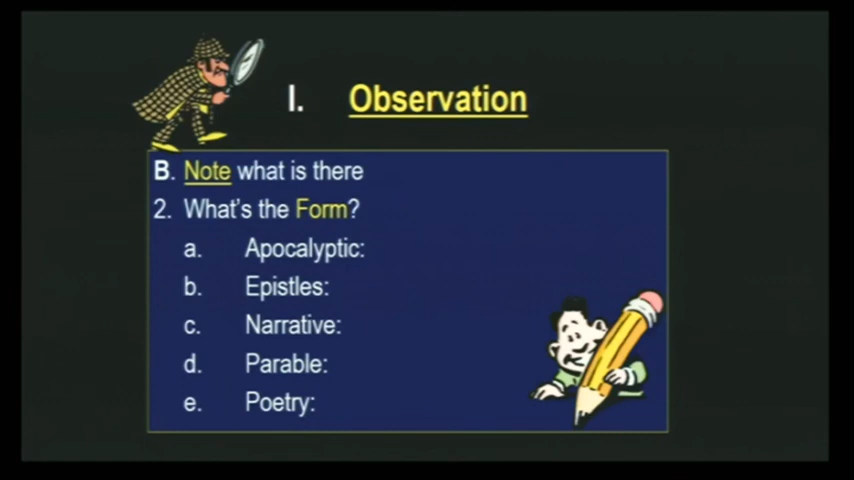 I. Observation
B. Note what is there
2. What's the Form?
a. Apocalyptic:
b. Epistles:
c. Narrative:
d. Parable:
e. Poetry: